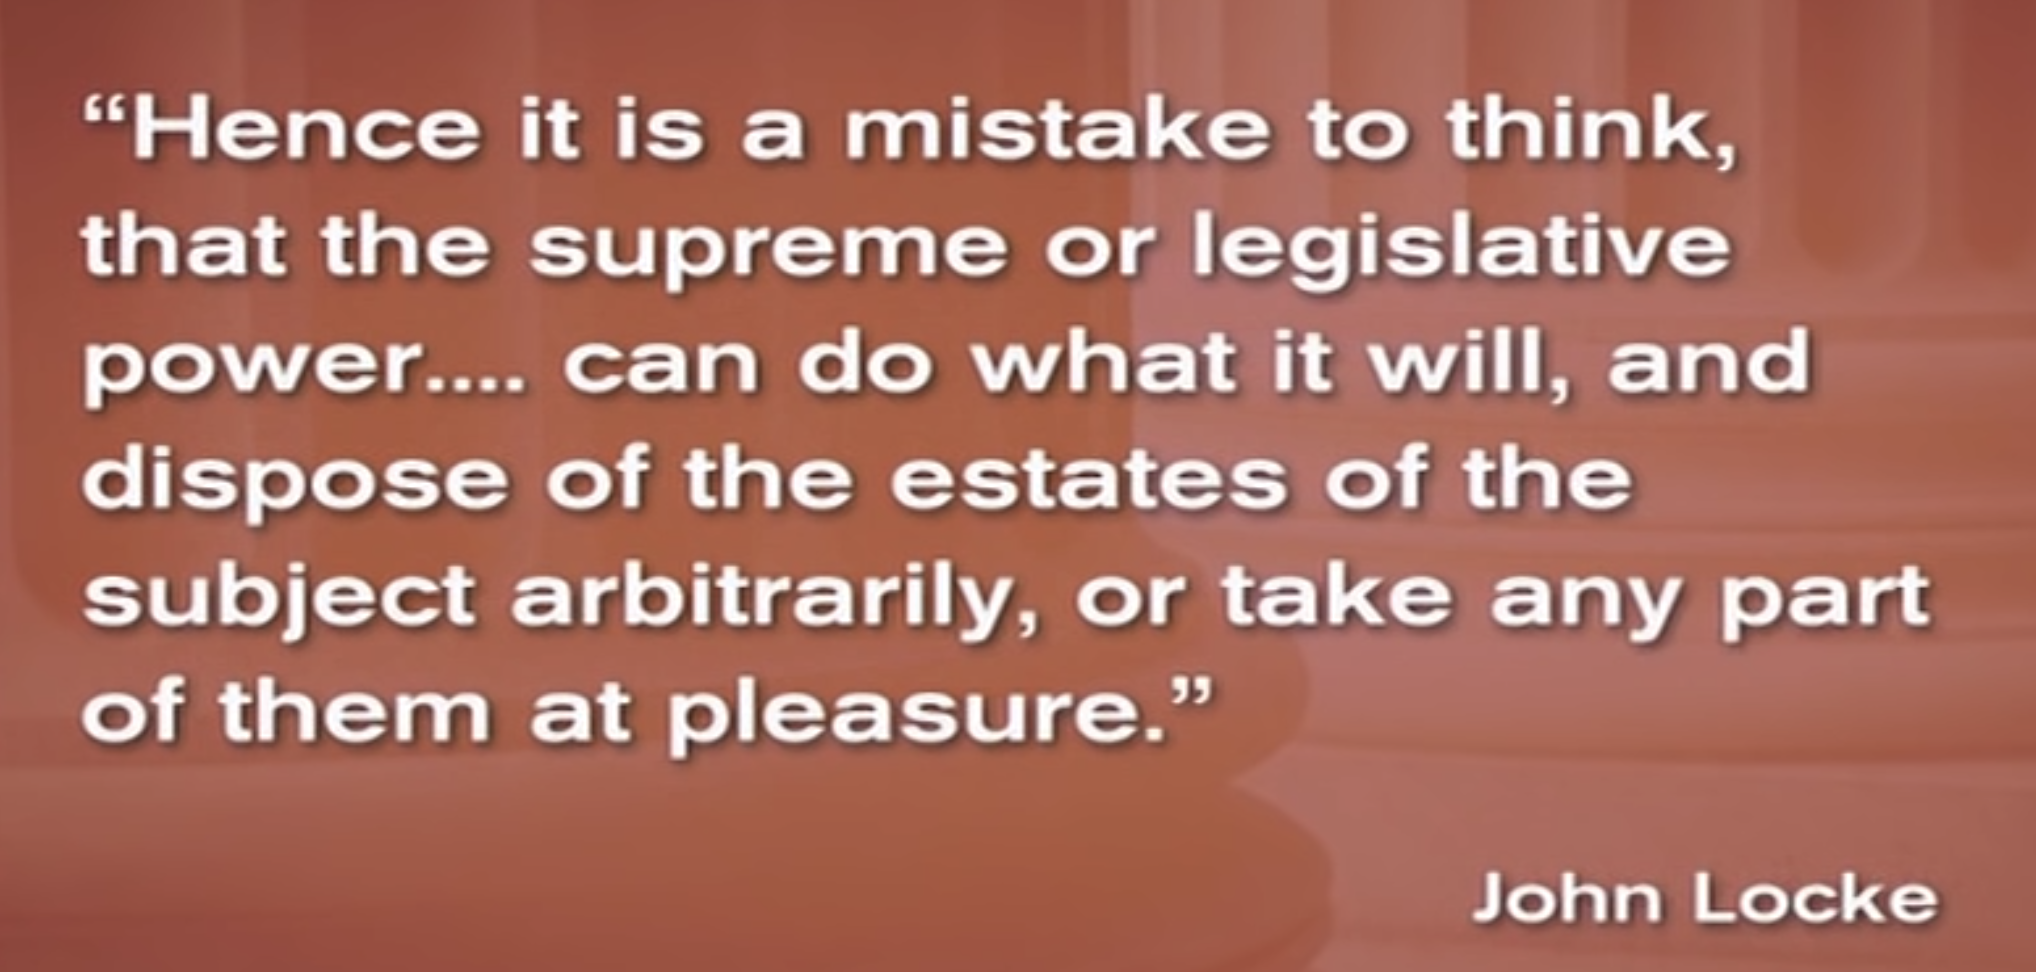 “Hence it is a mistake to think,
that the supreme or legislative
power.... can do what it will, and
dispose of the estates of the
subject arbitrarily, or take any part
of them at pleasure.”
John Locke